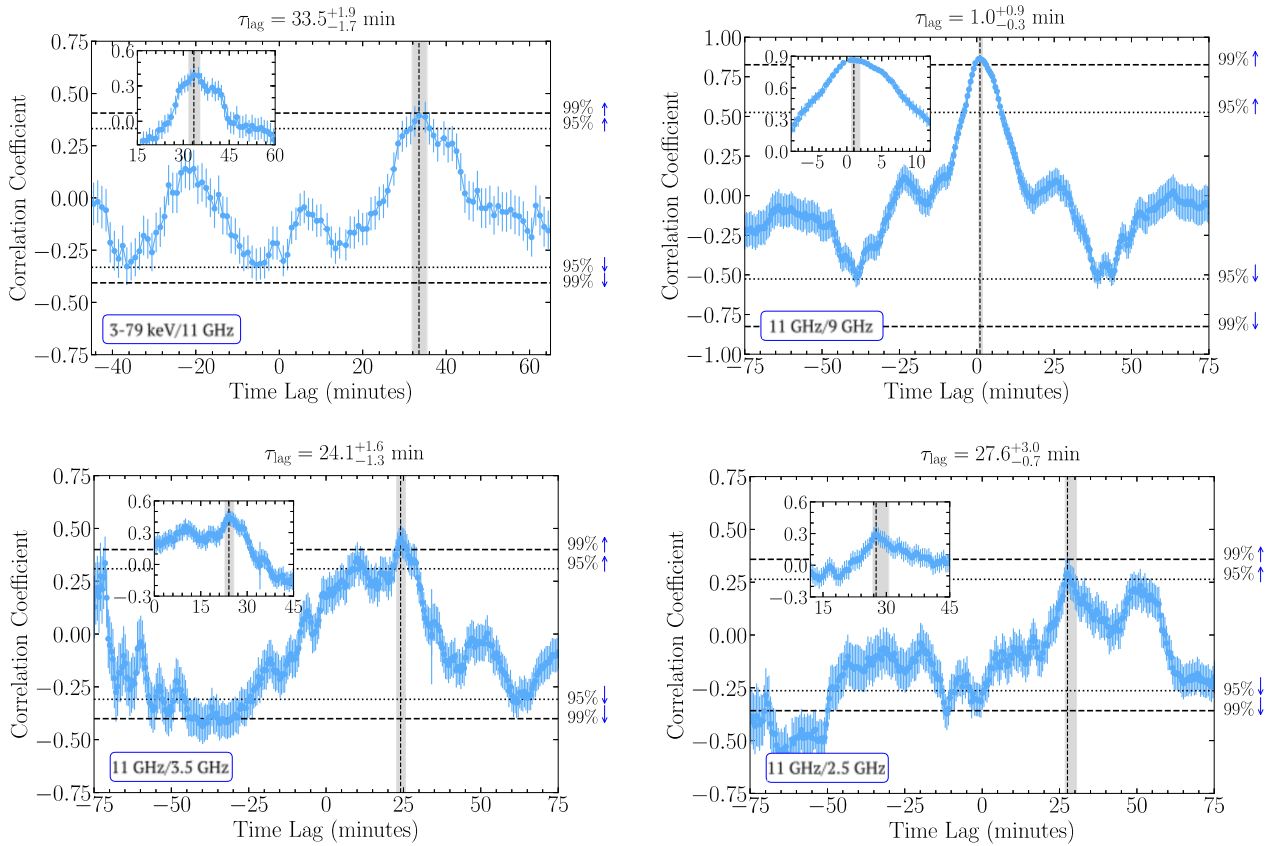 τ_lag = 33.5^{+1.9}_{−1.7} min
0.75
0.50
0.25
0.00
−0.25
−0.50
−0.75
Correlation Coefficient
0.6
0.3
0.0
15 30 45 60
99% ↑
95% ↑
95% ↓
99% ↓
3-79 keV/11 GHz
−40 −20 0 20 40 60
Time Lag (minutes)
τ_lag = 1.0^{+0.9}_{−0.3} min
1.00
0.75
0.50
0.25
0.00
−0.25
−0.50
−0.75
−1.00
Correlation Coefficient
0.9
0.6
0.3
0.0
−5 0 5 10
99% ↑
95% ↑
95% ↓
99% ↓
11 GHz/9 GHz
−75 −50 −25 0 25 50 75
Time Lag (minutes)
τ_lag = 24.1^{+1.6}_{−1.3} min
0.75
0.50
0.25
0.00
−0.25
−0.50
−0.75
Correlation Coefficient
0.6
0.3
0.0
−0.3
0 15 30 45
99% ↑
95% ↑
95% ↓
99% ↓
11 GHz/3.5 GHz
−75 −50 −25 0 25 50 75
Time Lag (minutes)
τ_lag = 27.6^{+3.0}_{−0.7} min
0.75
0.50
0.25
0.00
−0.25
−0.50
−0.75
Correlation Coefficient
0.6
0.3
0.0
−0.3
15 30 45
99% ↑
95% ↑
95% ↓
99% ↓
11 GHz/2.5 GHz
−75 −50 −25 0 25 50 75
Time Lag (minutes)